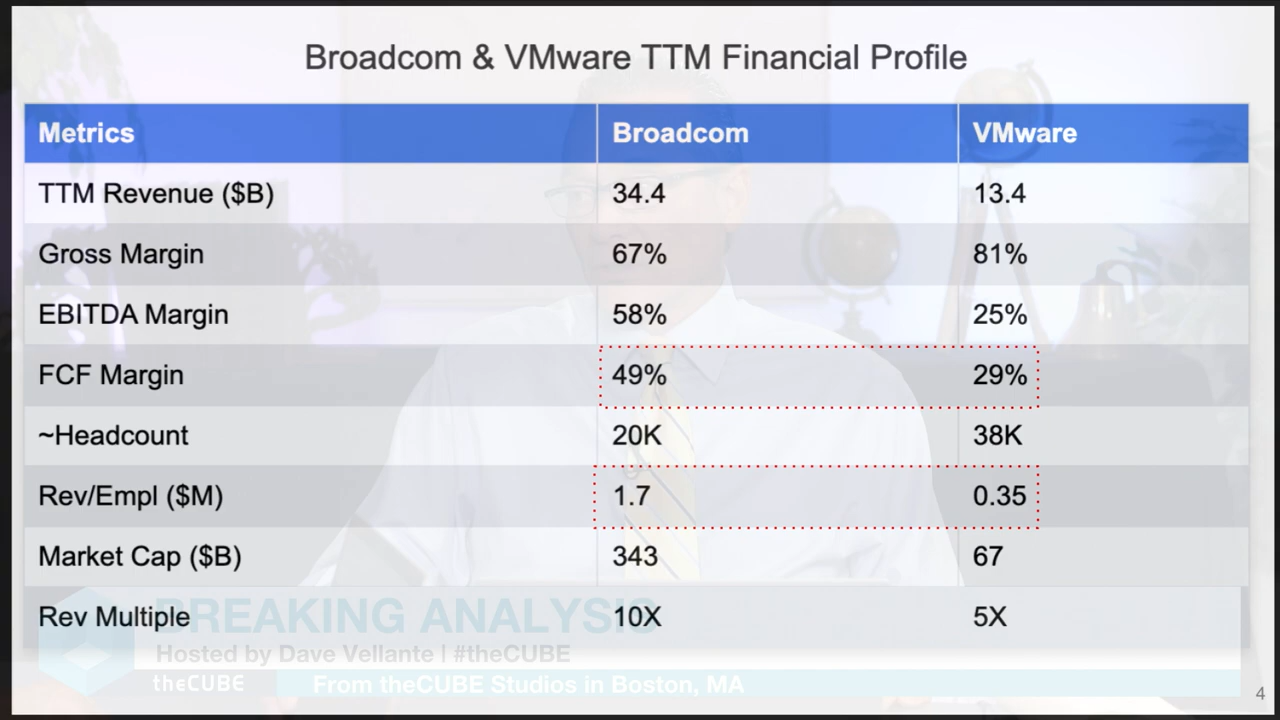 Broadcom & VMware TTM Financial Profile
Metrics Broadcom VMware
TTM Revenue ($B) 34.4 13.4
Gross Margin 67% 81%
EBITDA Margin 58% 25%
FCF Margin 49% 29%
~Headcount 20K 38K
Rev/Empl ($M) 1.7 0.35
Market Cap ($B) 343 67
Rev Multiple 10X 5X
BREAKING ANALYSIS
Hosted by Dave Vellante | #theCUBE
theCUBE From theCUBE Studios in Boston, MA
4